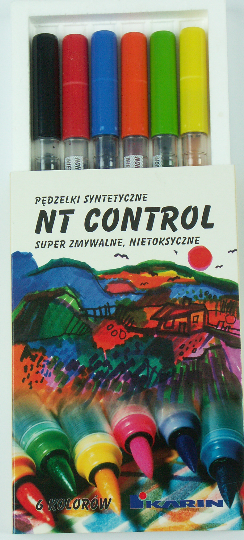 PĘDZELKI SYNTETYCZNE
NT CONTROL
SUPER ZMYWALNE, NIETOKSYCZNE
6 KOLORÓW
KARIN